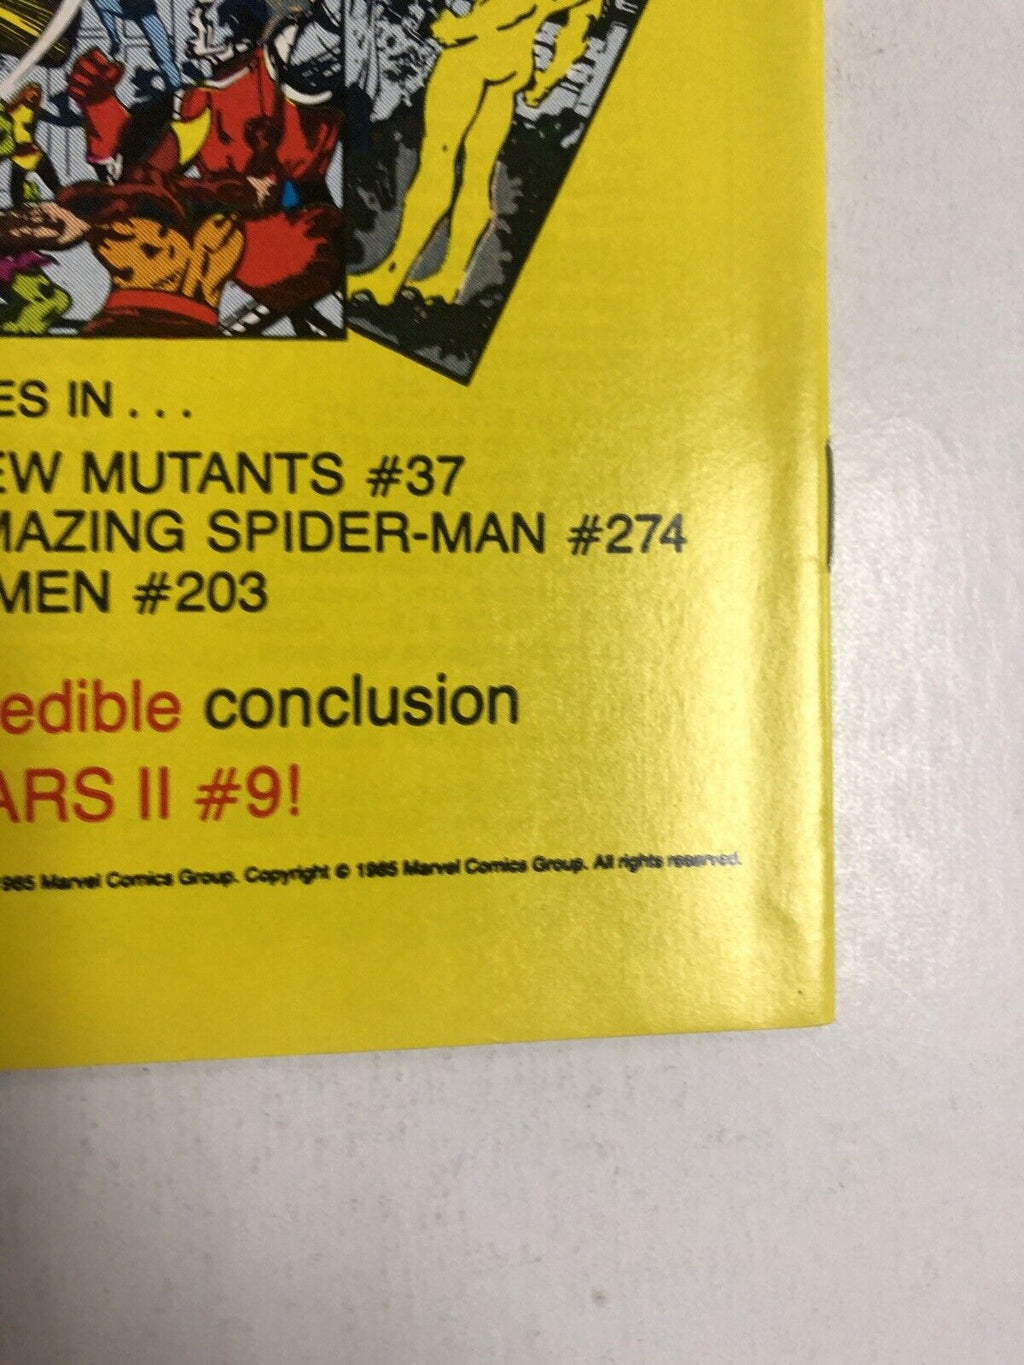 ES IN . . .
EW MUTANTS #37
MAZING SPIDER-MAN #274
MEN #203
edible conclusion
ARS II #9!
1985 Marvel Comics Group. Copyright © 1985 Marvel Comics Group. All rights reserved.